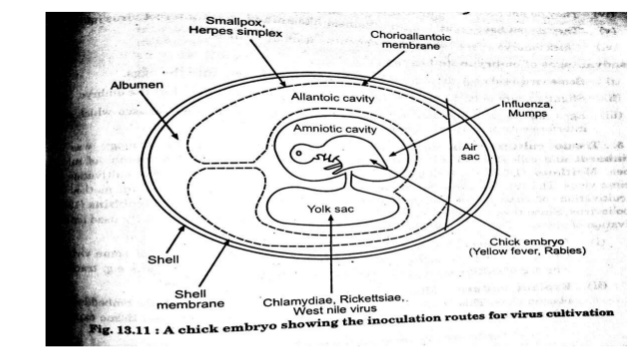 Smallpox,
Herpes simplex
Chorioallantoic
membrane
Albumen
Allantoic cavity
Influenza,
Mumps
Amniotic cavity
Air
sac
Yolk sac
Chick embryo
(Yellow fever, Rabies)
Shell
Shell
membrane
Chlamydiae, Rickettsiae,
West nile virus
Fig. 13.11 : A chick embryo showing the inoculation routes for virus cultivation